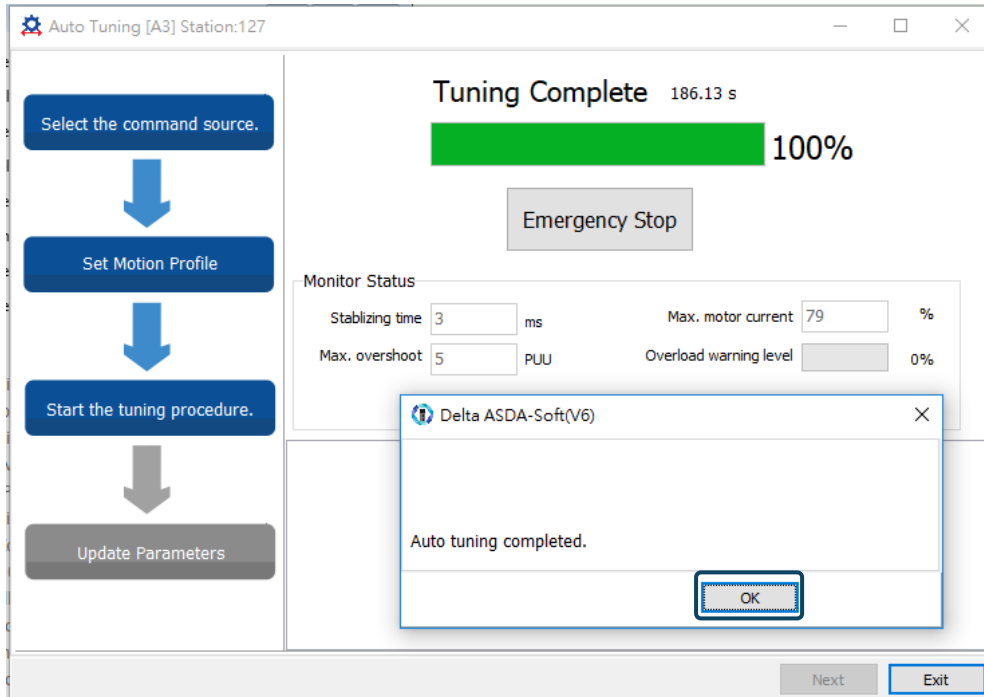 Auto Tuning [A3] Station:127
Select the command source.
Set Motion Profile
Start the tuning procedure.
Update Parameters
Tuning Complete 186.13 s
100%
Emergency Stop
Monitor Status
Stablizing time 3 ms
Max. motor current 79 %
Max. overshoot 5 PUU
Overload warning level 0%
Delta ASDA-Soft(V6)
Auto tuning completed.
OK
Next Exit